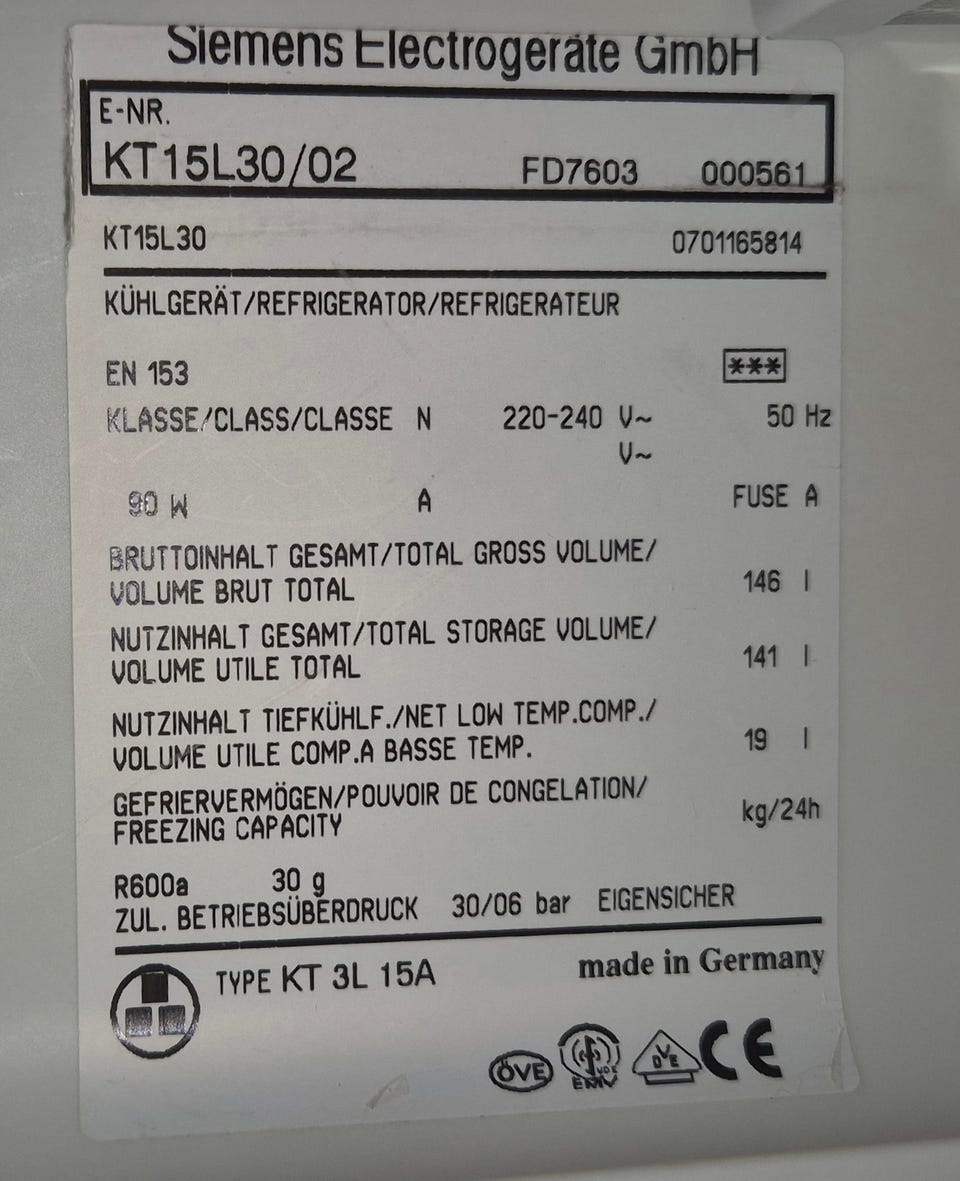 Siemens Electrogeräte GmbH
E-NR.
KT15L30/02 FD7603 000561
KT15L30 0701165814
KÜHLGERÄT/REFRIGERATOR/REFRIGERATEUR
EN 153 ***
KLASSE/CLASS/CLASSE N 220-240 V~ 50 Hz
V~
90 W A FUSE A
BRUTTOINHALT GESAMT/TOTAL GROSS VOLUME/
VOLUME BRUT TOTAL 146 l
NUTZINHALT GESAMT/TOTAL STORAGE VOLUME/
VOLUME UTILE TOTAL 141 l
NUTZINHALT TIEFKÜHLF./NET LOW TEMP.COMP./
VOLUME UTILE COMP.A BASSE TEMP. 19 l
GEFRIERVERMÖGEN/POUVOIR DE CONGELATION/
FREEZING CAPACITY kg/24h
R600a 30 g
ZUL. BETRIEBSÜBERDRUCK 30/06 bar EIGENSICHER
TYPE KT 3L 15A made in Germany
ÖVE VDE EMV DVE CE